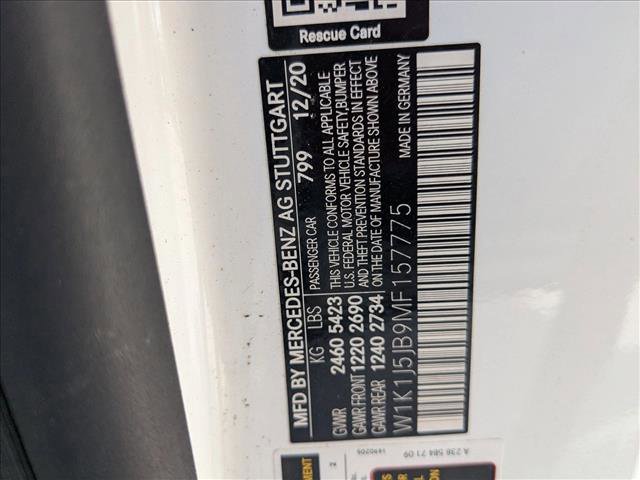 Rescue Card
MFD BY MERCEDES-BENZ AG STUTTGART
799 12/20
KG LBS PASSENGER CAR
GVWR 2460 5423
GAWR FRONT 1220 2690
GAWR REAR 1240 2734
THIS VEHICLE CONFORMS TO ALL APPLICABLE
U.S. FEDERAL MOTOR VEHICLE SAFETY,BUMPER,
AND THEFT PREVENTION STANDARDS IN EFFECT
ON THE DATE OF MANUFACTURE SHOWN ABOVE
W1K1J5JB9MF157775 MADE IN GERMANY
A 238 584 71 09